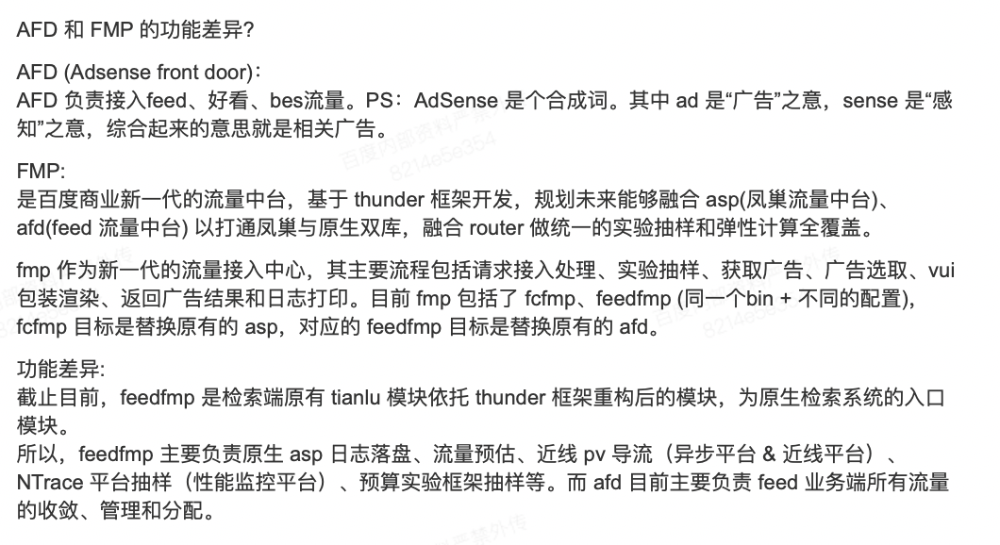 AFD 和 FMP 的功能差异?
AFD (Adsense front door)：
AFD 负责接入feed、好看、bes流量。PS：AdSense 是个合成词。其中 ad 是“广告”之意，sense 是“感
知”之意，综合起来的意思就是相关广告。
FMP:
是百度商业新一代的流量中台，基于 thunder 框架开发，规划未来能够融合 asp(凤巢流量中台)、
afd(feed 流量中台) 以打通凤巢与原生双库，融合 router 做统一的实验抽样和弹性计算全覆盖。
fmp 作为新一代的流量接入中心，其主要流程包括请求接入处理、实验抽样、获取广告、广告选取、vui
包装渲染、返回广告结果和日志打印。目前 fmp 包括了 fcfmp、feedfmp (同一个bin + 不同的配置)，
fcfmp 目标是替换原有的 asp，对应的 feedfmp 目标是替换原有的 afd。
功能差异:
截止目前，feedfmp 是检索端原有 tianlu 模块依托 thunder 框架重构后的模块，为原生检索系统的入口
模块。
所以，feedfmp 主要负责原生 asp 日志落盘、流量预估、近线 pv 导流（异步平台 & 近线平台）、
NTrace 平台抽样（性能监控平台）、预算实验框架抽样等。而 afd 目前主要负责 feed 业务端所有流量
的收敛、管理和分配。